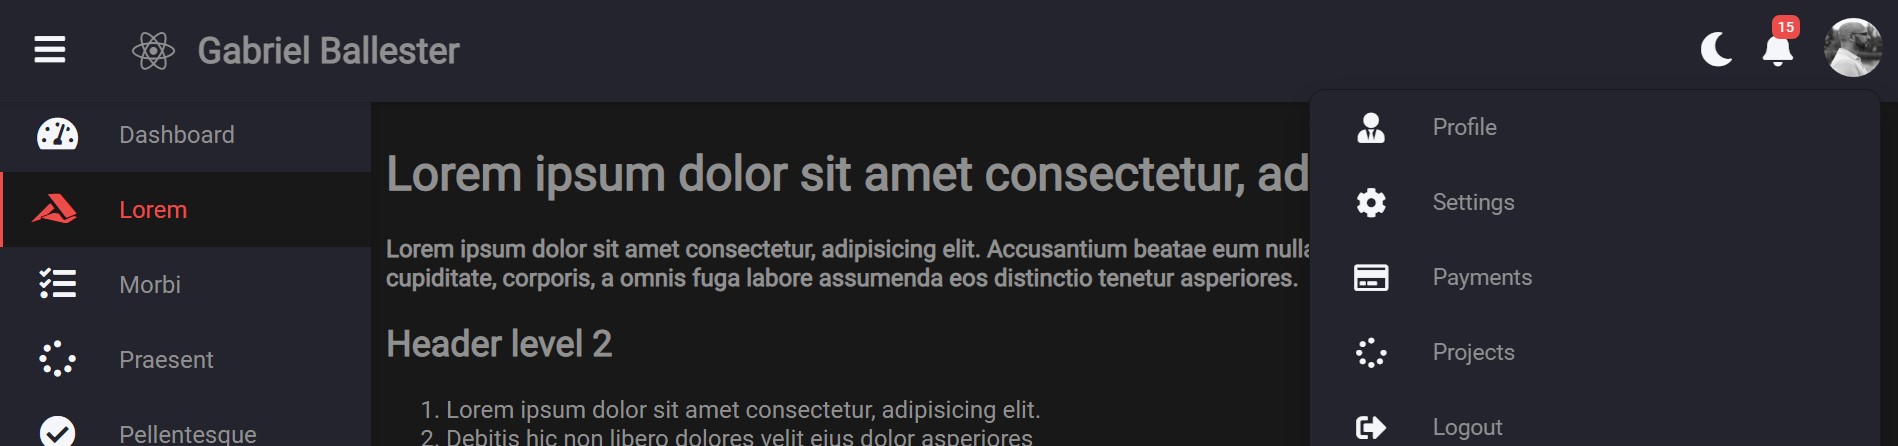 Gabriel Ballester
15
Dashboard
Lorem
Morbi
Praesent
Pellentesque
Lorem ipsum dolor sit amet consectetur, ad
Lorem ipsum dolor sit amet consectetur, adipisicing elit. Accusantium beatae eum nulla
cupiditate, corporis, a omnis fuga labore assumenda eos distinctio tenetur asperiores.
Header level 2
1. Lorem ipsum dolor sit amet consectetur, adipisicing elit.
2. Debitis hic non libero dolores velit eius dolor asperiores
Profile
Settings
Payments
Projects
Logout